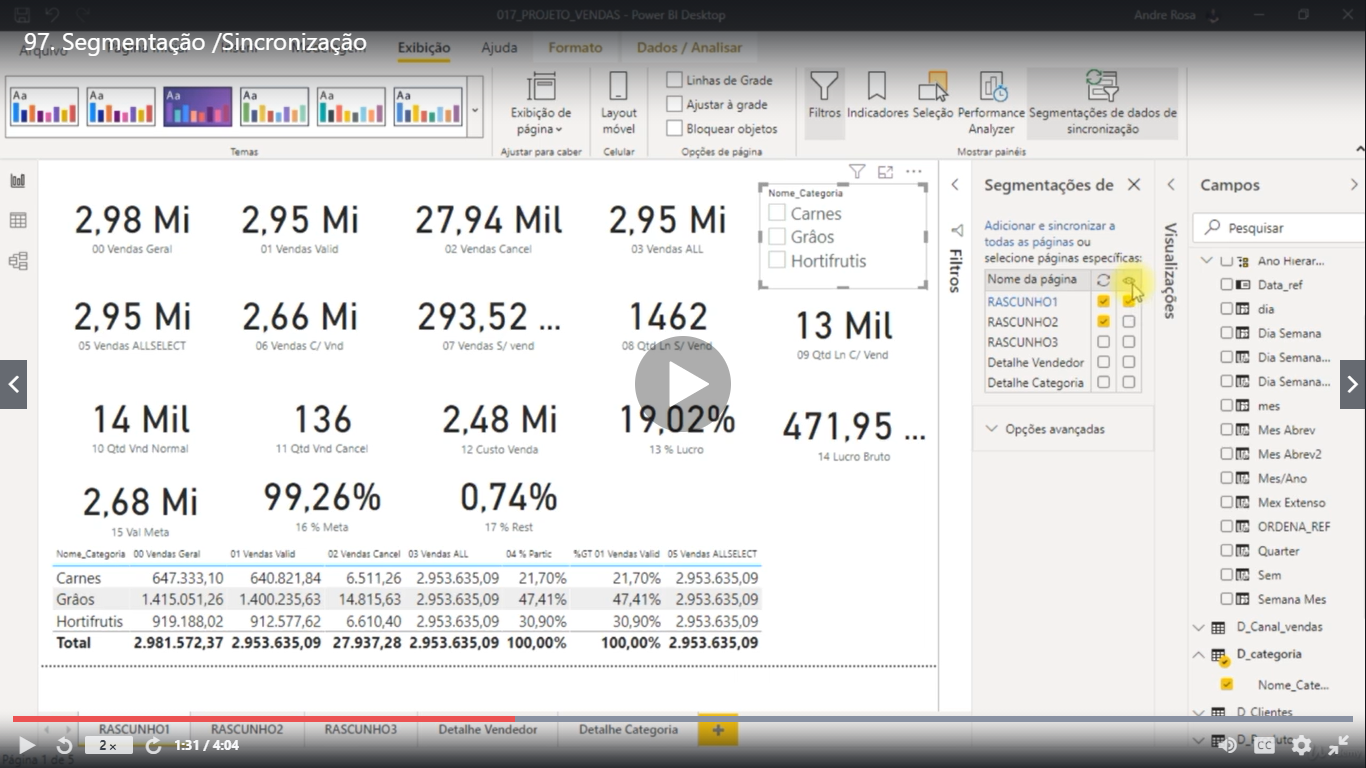 017_PROJETO_VENDAS - Power BI Desktop
Andre Rosa
97. Segmentação /Sincronização
Arquivo
Exibição
Ajuda
Formato
Dados / Analisar
Aa Aa Aa Aa Aa Aa
Temas
Exibição de página
Ajustar para caber
Layout móvel
Celular
Linhas de Grade
Ajustar à grade
Bloquear objetos
Opções de página
Filtros
Indicadores
Seleção
Performance Analyzer
Segmentações de dados de sincronização
Mostrar painéis
2,98 Mi
00 Vendas Geral
2,95 Mi
01 Vendas Valid
27,94 Mil
02 Vendas Cancel
2,95 Mi
03 Vendas ALL
Nome_Categoria
Carnes
Grâos
Hortifrutis
2,95 Mi
05 Vendas ALLSELECT
2,66 Mi
06 Vendas C/ Vnd
293,52 ...
07 Vendas S/ vend
1462
08 Qtd Ln S/ Vend
13 Mil
09 Qtd Ln C/ Vend
14 Mil
10 Qtd Vnd Normal
136
11 Qtd Vnd Cancel
2,48 Mi
12 Custo Venda
19,02%
13 % Lucro
471,95 ...
14 Lucro Bruto
2,68 Mi
15 Val Meta
99,26%
16 % Meta
0,74%
17 % Rest
Nome_Categoria 00 Vendas Geral 01 Vendas Valid 02 Vendas Cancel 03 Vendas ALL 04 % Partic %GT 01 Vendas Valid 05 Vendas ALLSELECT
Carnes 647.333,10 640.821,84 6.511,26 2.953.635,09 21,70% 21,70% 2.953.635,09
Grâos 1.415.051,26 1.400.235,63 14.815,63 2.953.635,09 47,41% 47,41% 2.953.635,09
Hortifrutis 919.188,02 912.577,62 6.610,40 2.953.635,09 30,90% 30,90% 2.953.635,09
Total 2.981.572,37 2.953.635,09 27.937,28 2.953.635,09 100,00% 100,00% 2.953.635,09
Filtros
Segmentações de
Adicionar e sincronizar a
todas as páginas ou
selecione páginas específicas:
Nome da página
RASCUNHO1
RASCUNHO2
RASCUNHO3
Detalhe Vendedor
Detalhe Categoria
Opções avançadas
Visualizações
Campos
Pesquisar
Ano Hierar...
Data_ref
dia
Dia Semana
Dia Semana...
Dia Semana...
mes
Mes Abrev
Mes Abrev2
Mes/Ano
Mex Extenso
ORDENA_REF
Quarter
Sem
Semana Mes
D_Canal_vendas
D_categoria
Nome_Cate...
D_Clientes
RASCUNHO1
RASCUNHO2
RASCUNHO3
Detalhe Vendedor
Detalhe Categoria
+
2x
1:31 / 4:04
CC
Página 1 de 5